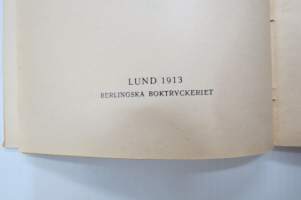 LUND 1913
BERLINGSKA BOKTRYCKERIET